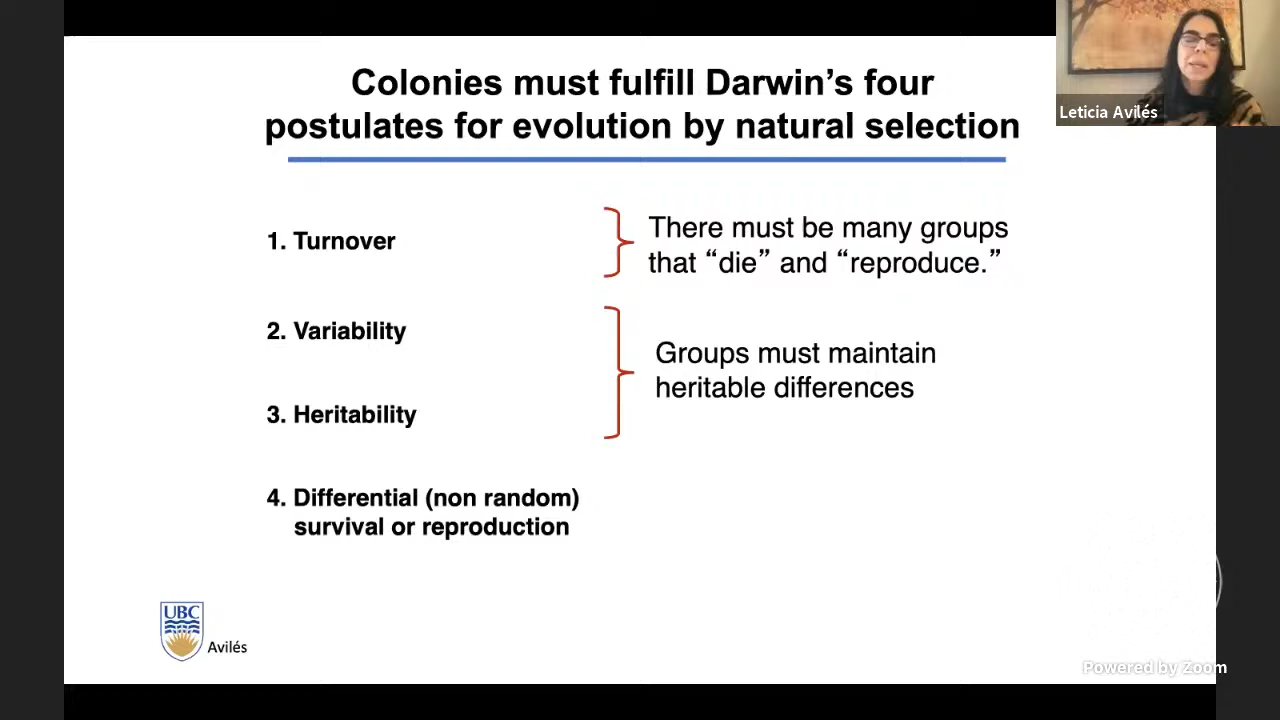 Colonies must fulfill Darwin’s four
postulates for evolution by natural selection
Leticia Avilés
1. Turnover
There must be many groups
that “die” and “reproduce.”
2. Variability
Groups must maintain
heritable differences
3. Heritability
4. Differential (non random)
survival or reproduction
UBC
Avilés
Powered by Zoom